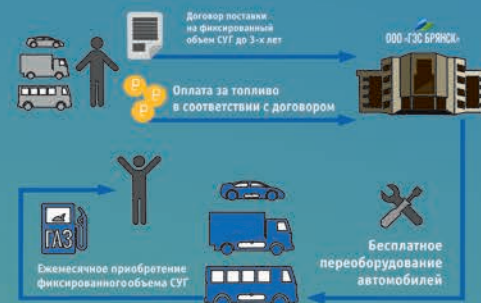 Договор поставки
на фиксированный
объем СУГ до 3-х лет
ООО «ГЭС БРЯНСК»
Оплата за топливо
в соответствии с договором
ГАЗ
Ежемесячное приобретение
фиксированного объема СУГ
Бесплатное
переоборудование
автомобилей